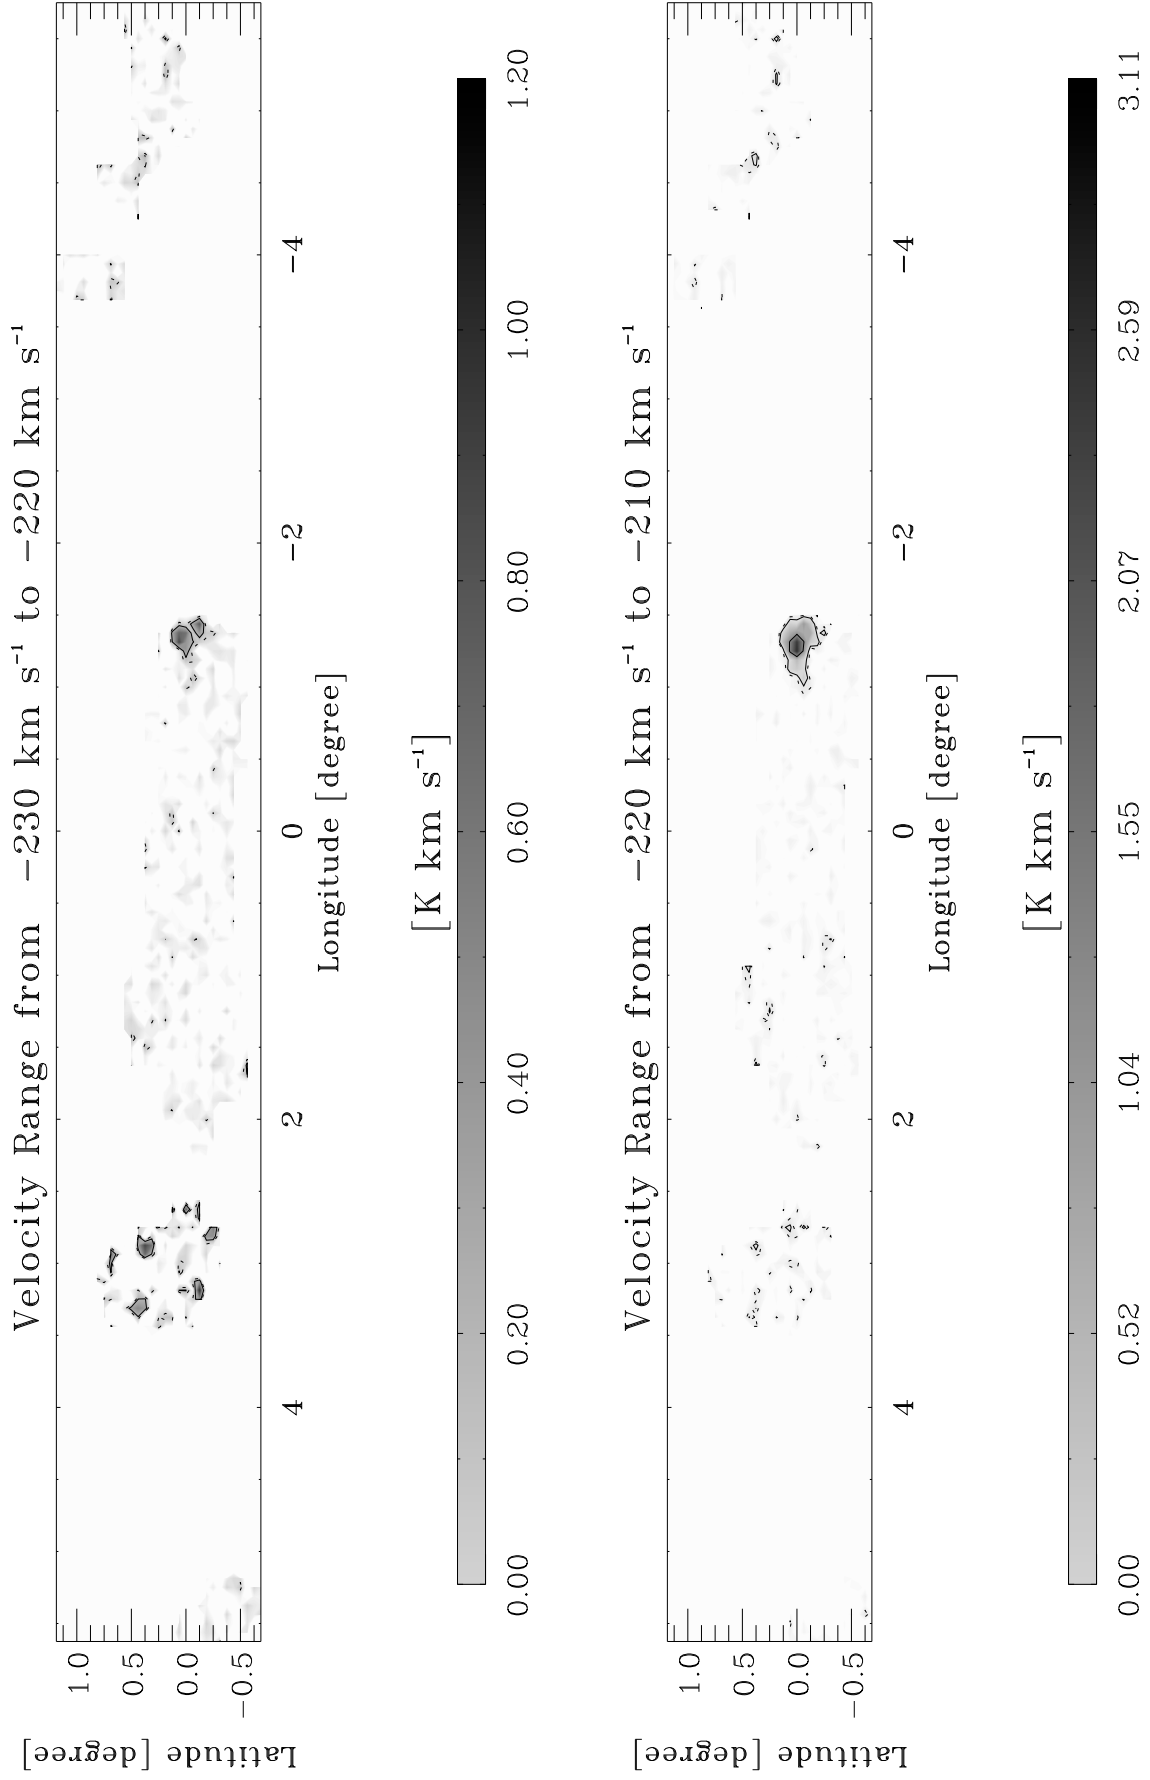 Velocity Range from −230 km s⁻¹ to −220 km s⁻¹
Latitude [degree]
1.0
0.5
0.0
−0.5
4 2 0 −2 −4
Longitude [degree]
[K km s⁻¹]
0.00 0.20 0.40 0.60 0.80 1.00 1.20
Velocity Range from −220 km s⁻¹ to −210 km s⁻¹
Latitude [degree]
1.0
0.5
0.0
−0.5
4 2 0 −2 −4
Longitude [degree]
[K km s⁻¹]
0.00 0.52 1.04 1.55 2.07 2.59 3.11